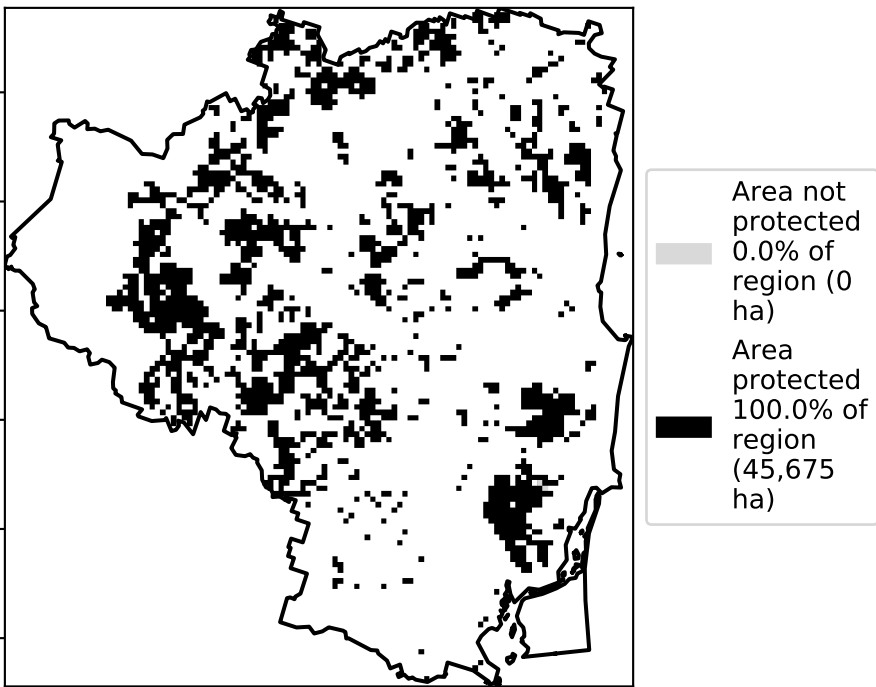 Area not
protected
0.0% of
region (0
ha)
Area
protected
100.0% of
region
(45,675
ha)